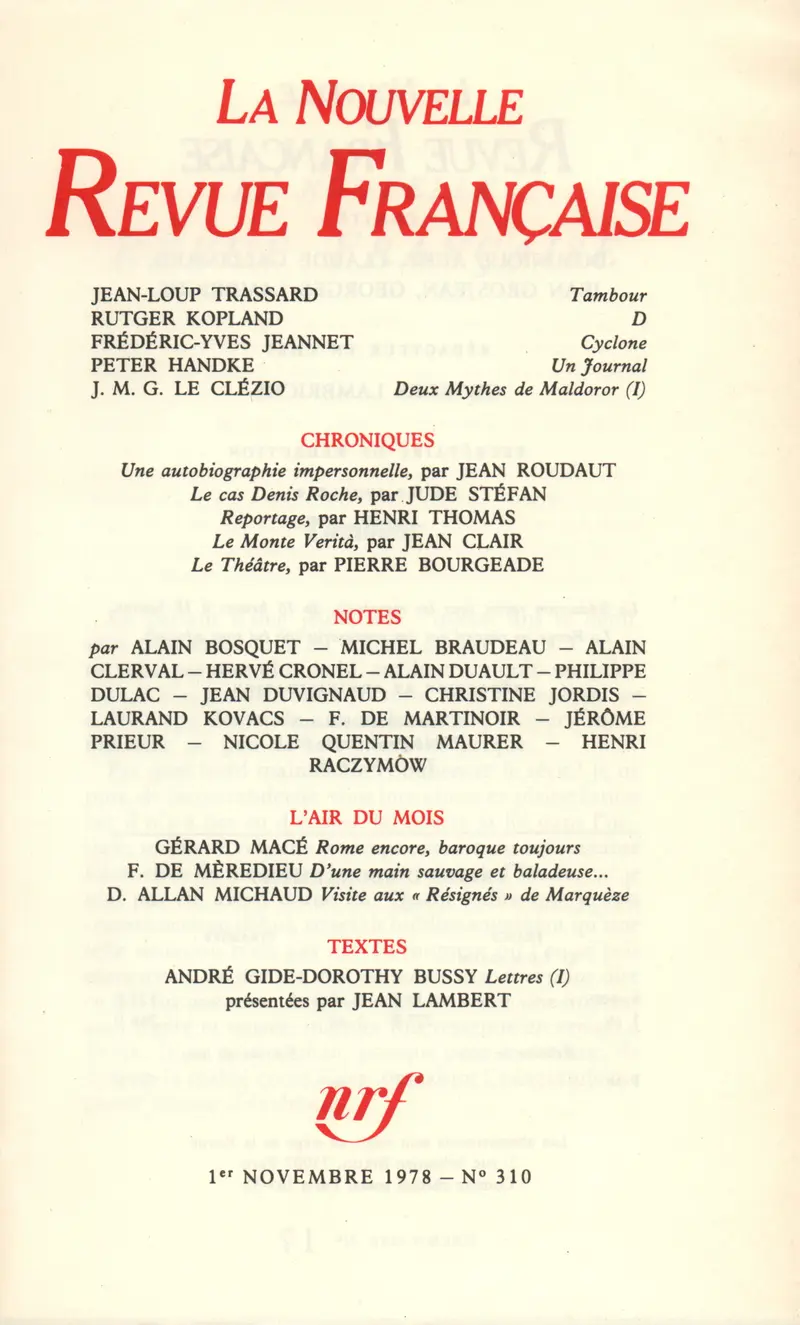 LA NOUVELLE
REVUE FRANÇAISE
JEAN-LOUP TRASSARD Tambour
RUTGER KOPLAND D
FRÉDÉRIC-YVES JEANNET Cyclone
PETER HANDKE Un Journal
J. M. G. LE CLÉZIO Deux Mythes de Maldoror (I)
CHRONIQUES
Une autobiographie impersonnelle, par JEAN ROUDAUT
Le cas Denis Roche, par JUDE STÉFAN
Reportage, par HENRI THOMAS
Le Monte Verità, par JEAN CLAIR
Le Théâtre, par PIERRE BOURGEADE
NOTES
par ALAIN BOSQUET – MICHEL BRAUDEAU – ALAIN
CLERVAL – HERVÉ CRONEL – ALAIN DUAULT – PHILIPPE
DULAC – JEAN DUVIGNAUD – CHRISTINE JORDIS –
LAURAND KOVACS – F. DE MARTINOIR – JÉRÔME
PRIEUR – NICOLE QUENTIN MAURER – HENRI
RACZYMOW
L'AIR DU MOIS
GÉRARD MACÉ Rome encore, baroque toujours
F. DE MÈREDIEU D'une main sauvage et baladeuse...
D. ALLAN MICHAUD Visite aux « Résignés » de Marquèze
TEXTES
ANDRÉ GIDE-DOROTHY BUSSY Lettres (I)
présentées par JEAN LAMBERT
nrf
1er NOVEMBRE 1978 – No 310